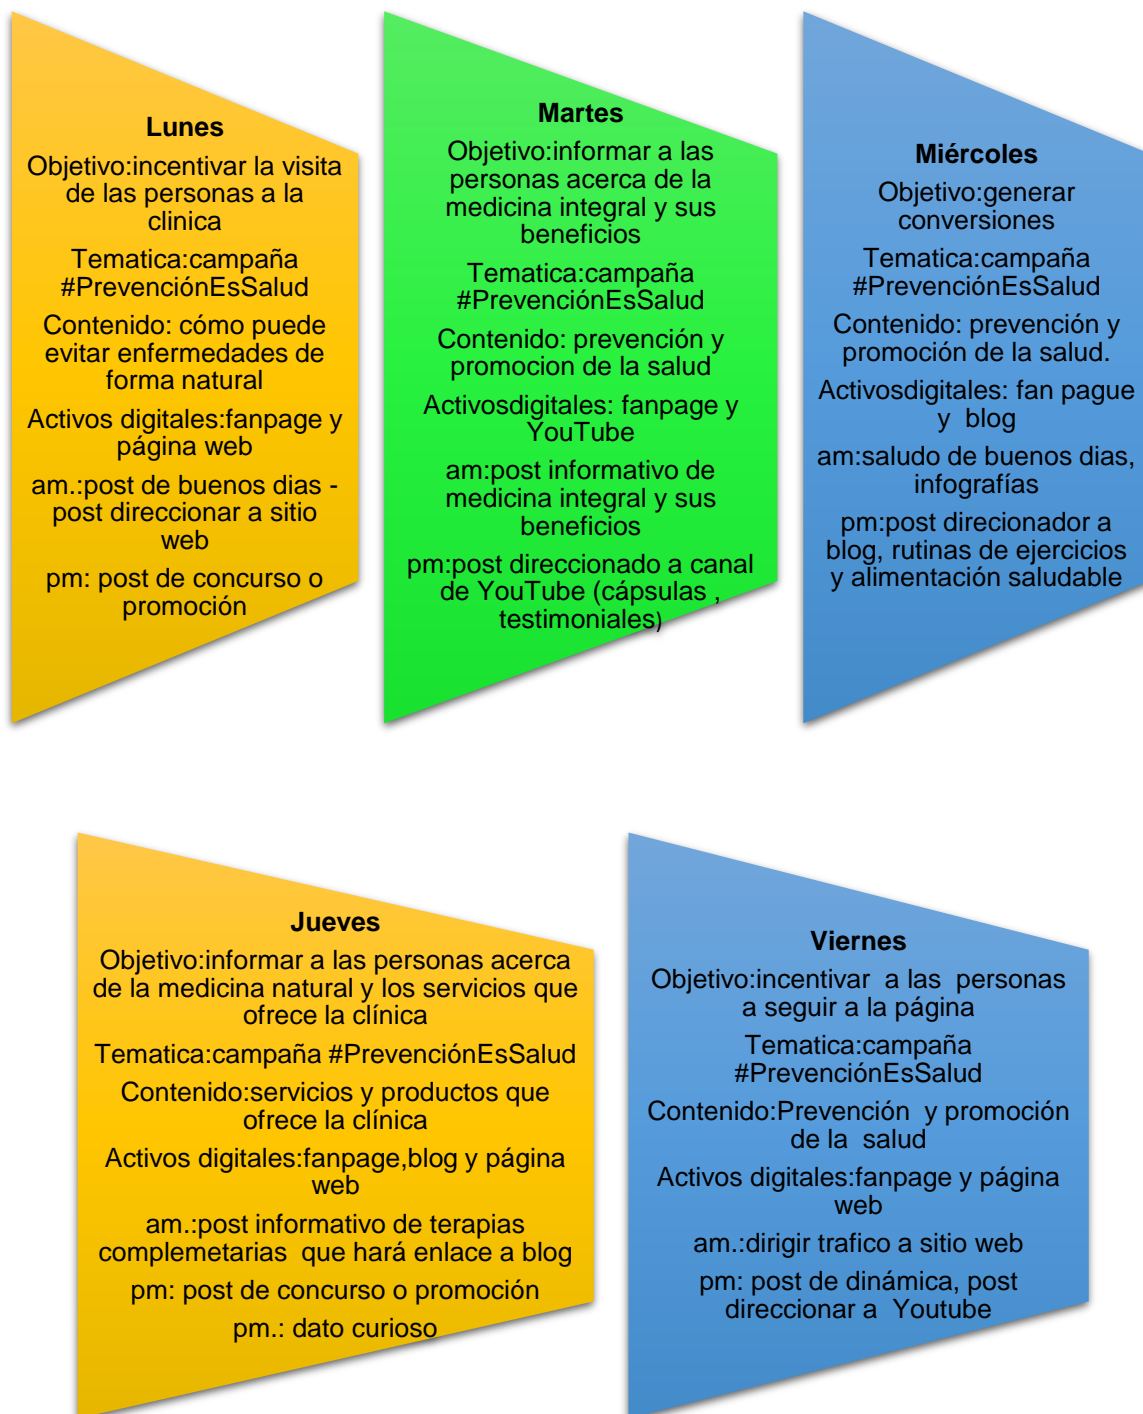 Lunes
Objetivo:incentivar la visita
de las personas a la
clinica
Tematica:campaña
#PrevenciónEsSalud
Contenido: cómo puede
evitar enfermedades de
forma natural
Activos digitales:fanpage y
página web
am.:post de buenos dias -
post direccionar a sitio
web
pm: post de concurso o
promoción
Martes
Objetivo:informar a las
personas acerca de la
medicina integral y sus
beneficios
Tematica:campaña
#PrevenciónEsSalud
Contenido: prevención y
promocion de la salud
Activosdigitales: fanpage y
YouTube
am:post informativo de
medicina integral y sus
beneficios
pm:post direccionado a canal
de YouTube (cápsulas ,
testimoniales)
Miércoles
Objetivo:generar
conversiones
Tematica:campaña
#PrevenciónEsSalud
Contenido: prevención y
promoción de la salud.
Activosdigitales: fan pague
y  blog
am:saludo de buenos dias,
infografías
pm:post direcionador a
blog, rutinas de ejercicios
y alimentación saludable
Jueves
Objetivo:informar a las personas acerca
de la medicina natural y los servicios que
ofrece la clínica
Tematica:campaña #PrevenciónEsSalud
Contenido:servicios y productos que
ofrece la clínica
Activos digitales:fanpage,blog y página
web
am.:post informativo de terapias
complemetarias  que hará enlace a blog
pm: post de concurso o promoción
pm.: dato curioso
Viernes
Objetivo:incentivar  a las  personas
a seguir a la página
Tematica:campaña
#PrevenciónEsSalud
Contenido:Prevención  y promoción
de la  salud
Activos digitales:fanpage y página
web
am.:dirigir trafico a sitio web
pm: post de dinámica, post
direccionar a  Youtube